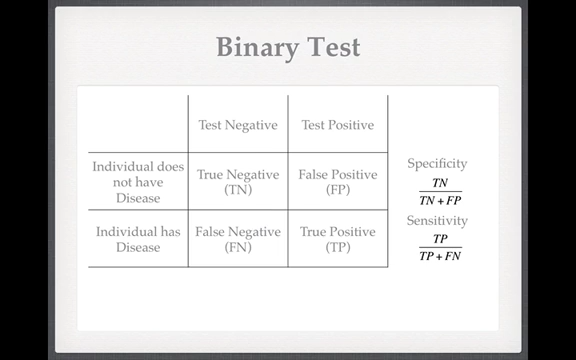 Binary Test
Test Negative
Test Positive
Individual does
not have
Disease
True Negative
(TN)
False Positive
(FP)
Specificity
TN
TN + FP
Individual has
Disease
False Negative
(FN)
True Positive
(TP)
Sensitivity
TP
TP + FN